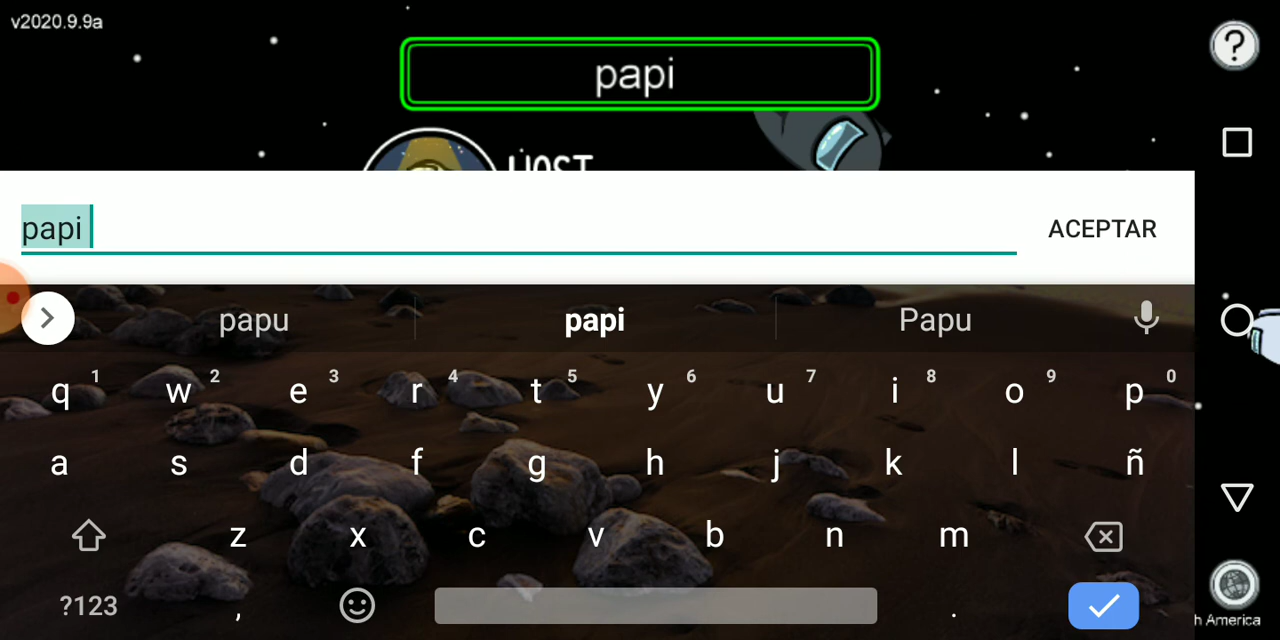 v2020.9.9a
papi
HOST
papi
ACEPTAR
papu papi Papu
q 1 w 2 e 3 r 4 t 5 y 6 u 7 i 8 o 9 p 0
a s d f g h j k l ñ
z x c v b n m
?123 , .
h America